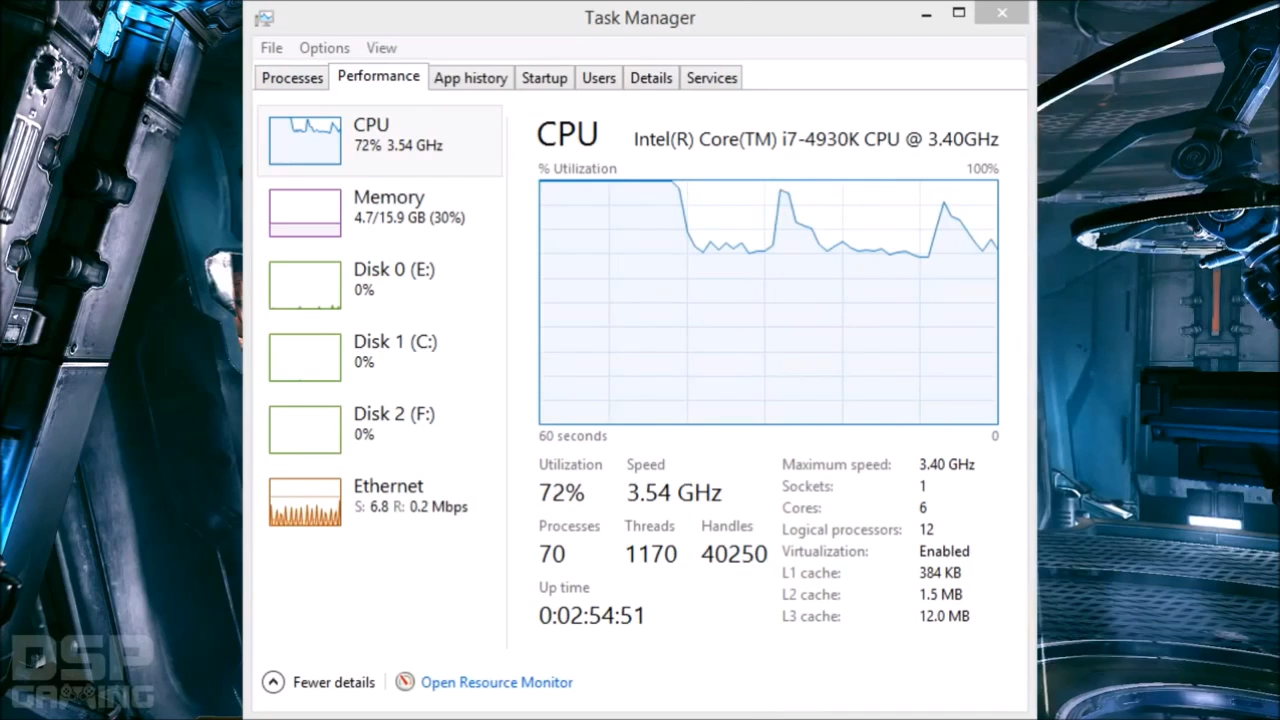 Task Manager
File Options View
Processes Performance App history Startup Users Details Services
CPU
72% 3.54 GHz
Memory
4.7/15.9 GB (30%)
Disk 0 (E:)
0%
Disk 1 (C:)
0%
Disk 2 (F:)
0%
Ethernet
S: 6.8 R: 0.2 Mbps
CPU Intel(R) Core(TM) i7-4930K CPU @ 3.40GHz
% Utilization 100%
60 seconds 0
Utilization Speed
72% 3.54 GHz
Processes Threads Handles
70 1170 40250
Up time
0:02:54:51
Maximum speed: 3.40 GHz
Sockets: 1
Cores: 6
Logical processors: 12
Virtualization: Enabled
L1 cache: 384 KB
L2 cache: 1.5 MB
L3 cache: 12.0 MB
Fewer details Open Resource Monitor
DSP
GAMING